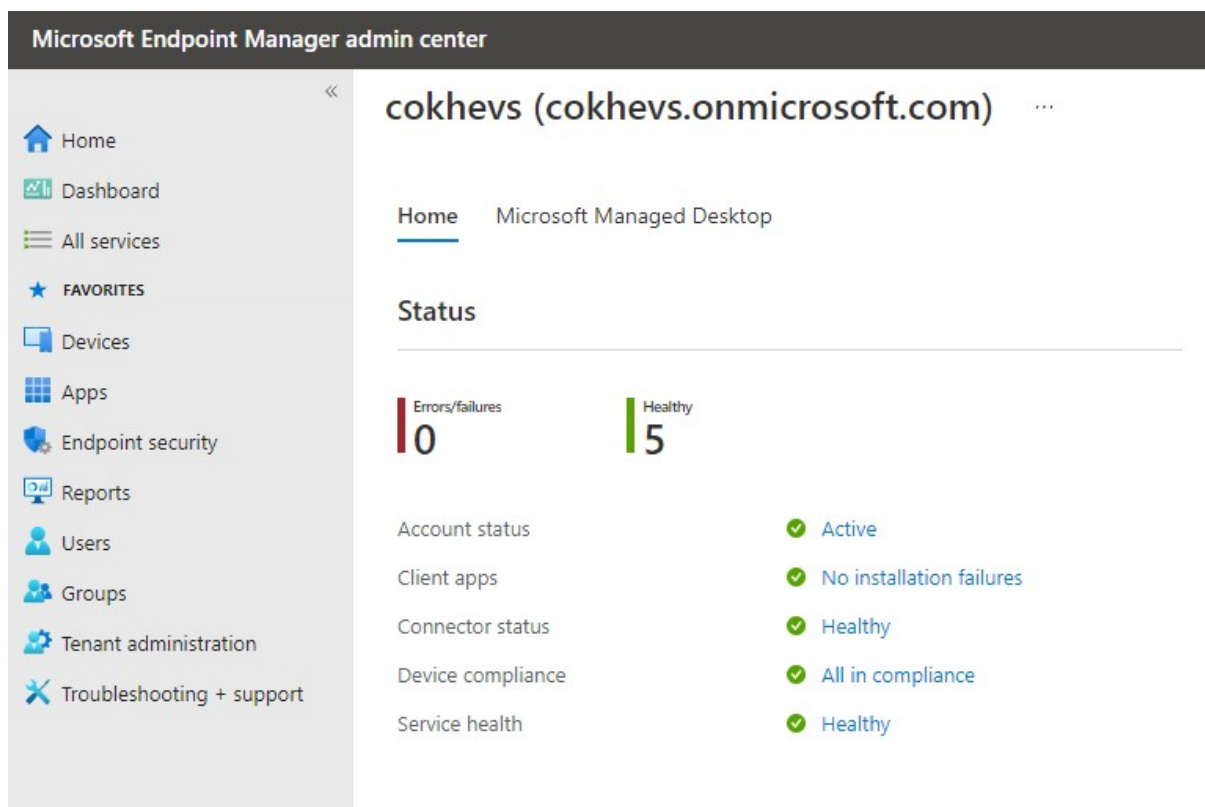 Microsoft Endpoint Manager admin center
«
Home
Dashboard
All services
FAVORITES
Devices
Apps
Endpoint security
Reports
Users
Groups
Tenant administration
Troubleshooting + support
cokhevs (cokhevs.onmicrosoft.com) ...
Home Microsoft Managed Desktop
Status
Errors/failures
0
Healthy
5
Account status Active
Client apps No installation failures
Connector status Healthy
Device compliance All in compliance
Service health Healthy